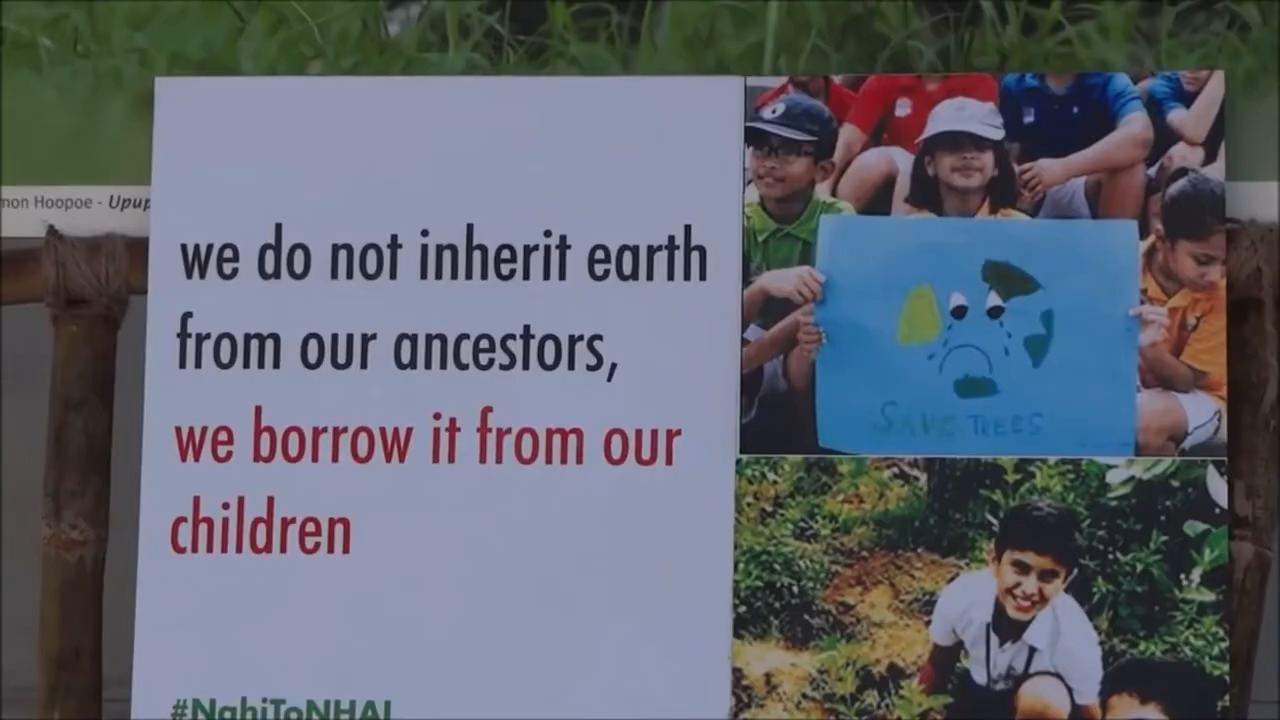 mon Hoopoe - Upup
we do not inherit earth
from our ancestors,
we borrow it from our
children
SAVE TREES
#NahiToNHAI